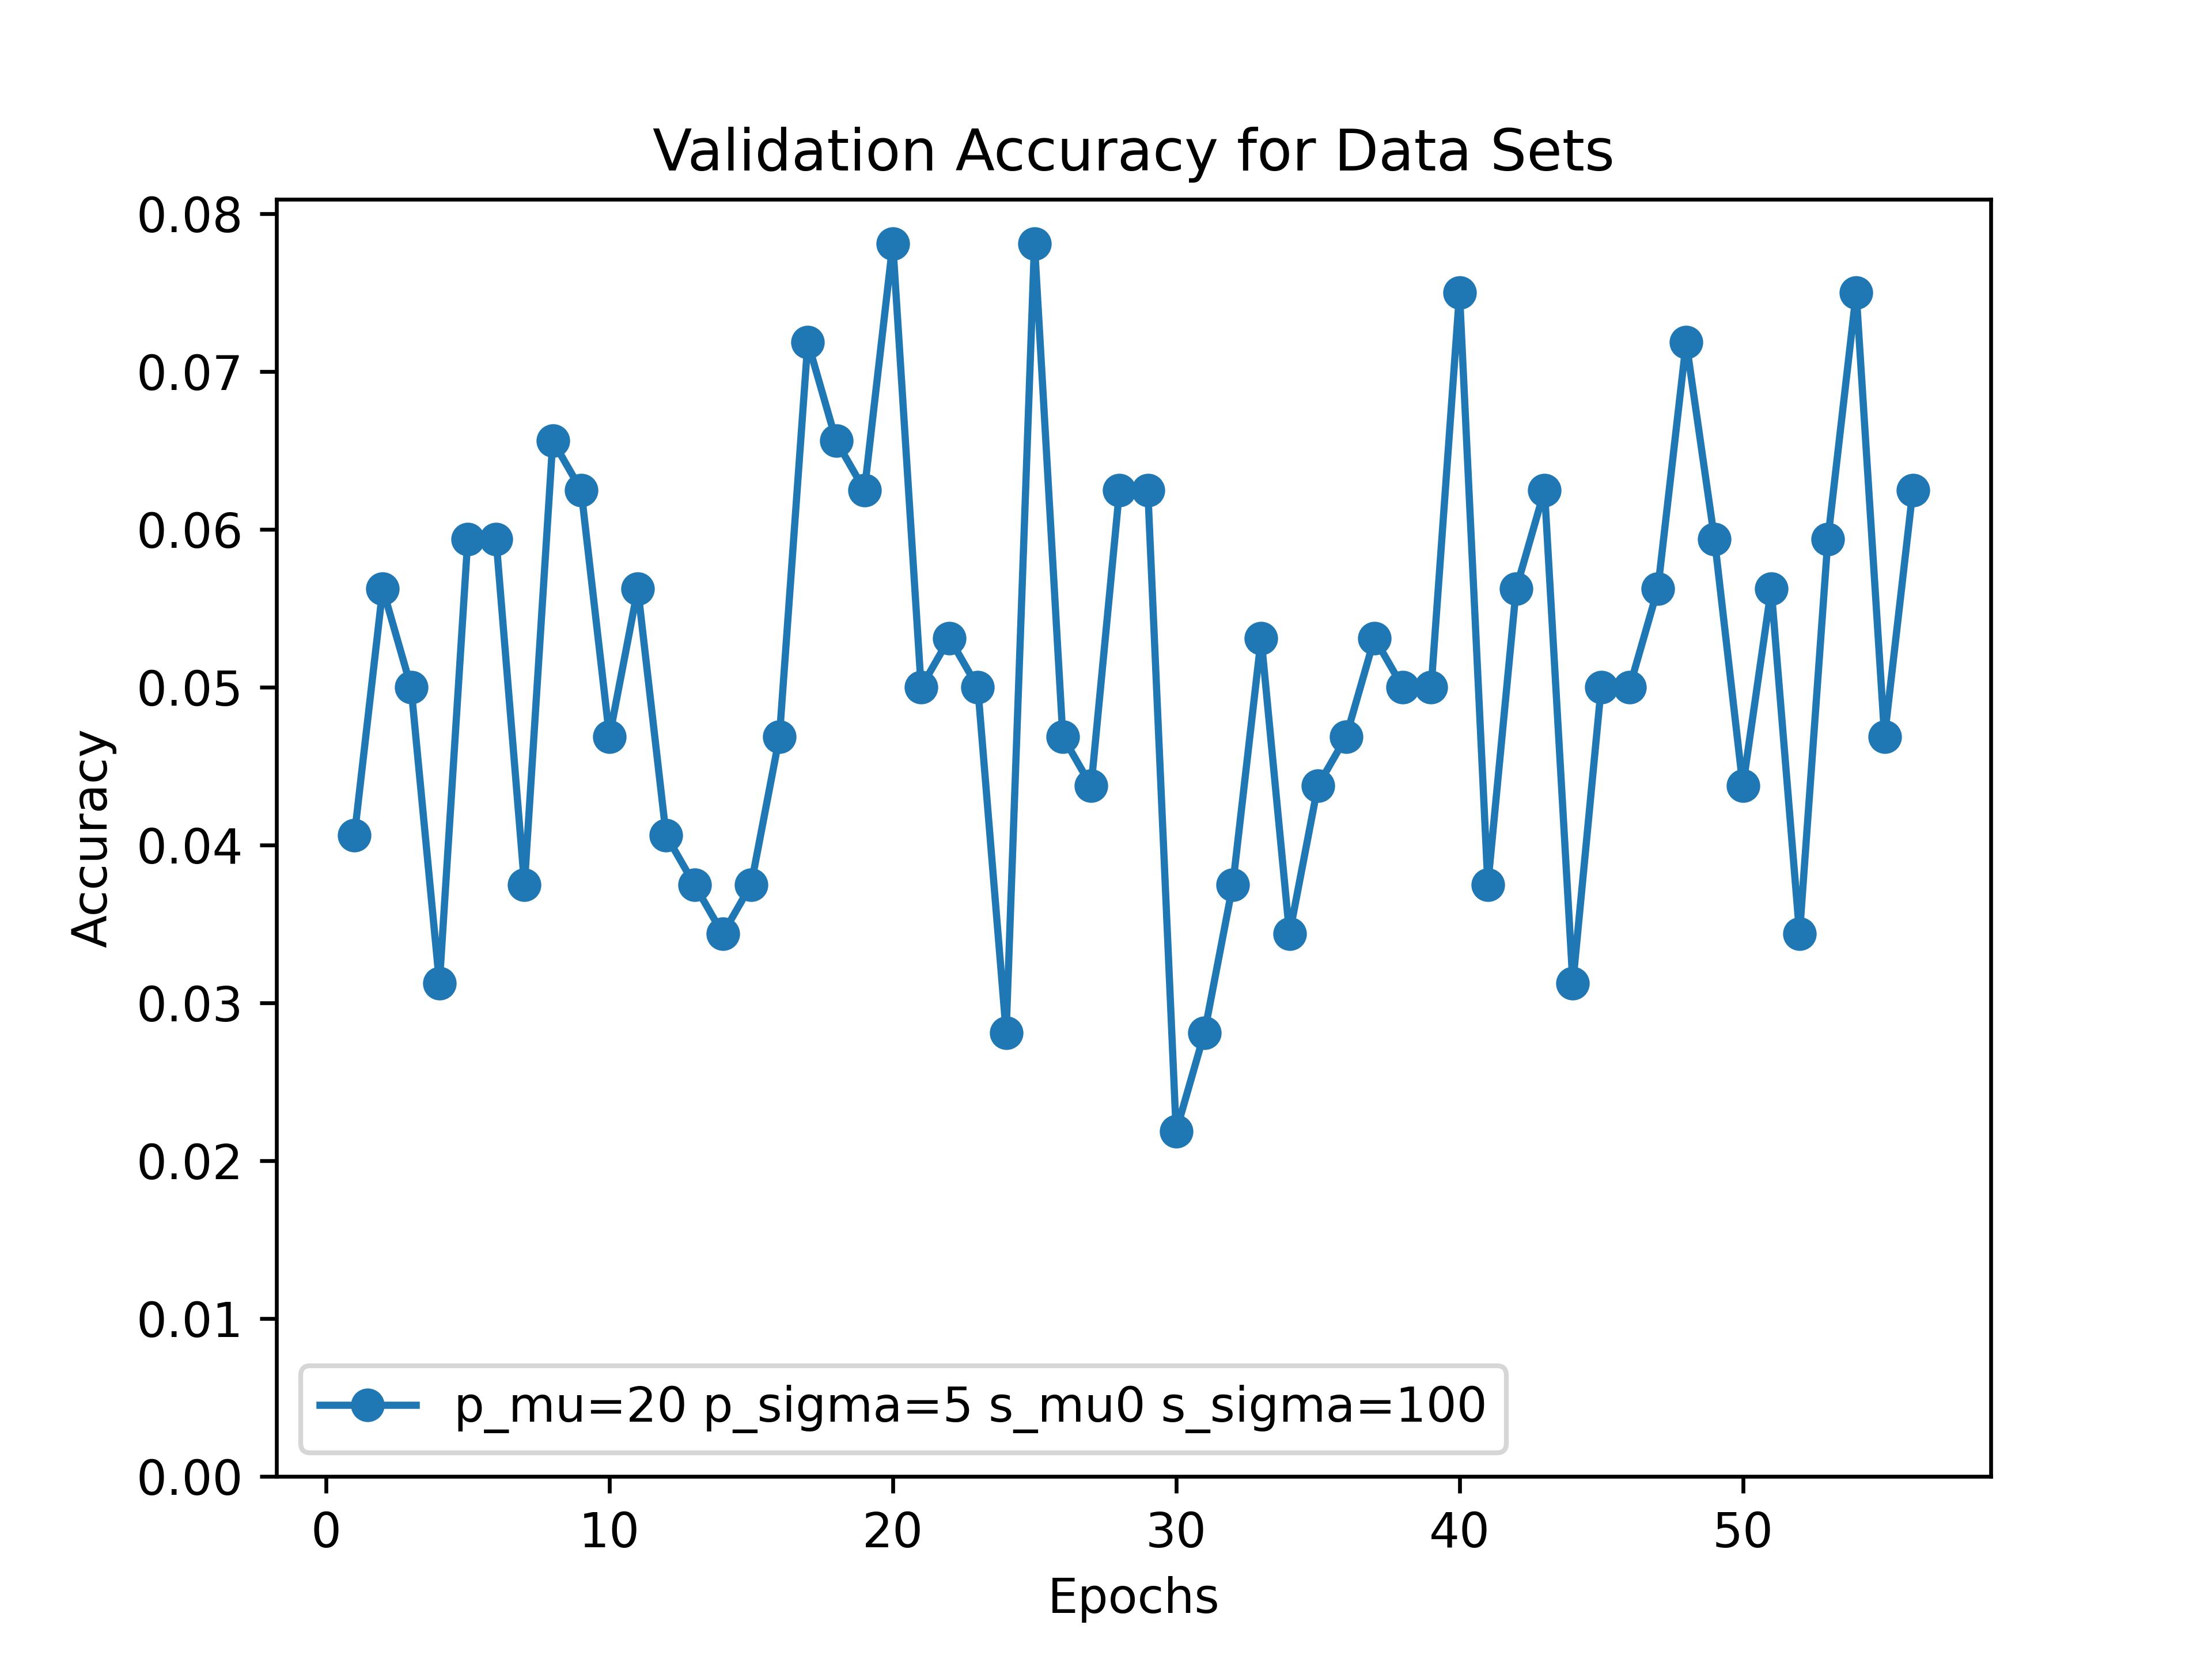 Validation Accuracy for Data Sets
0.08
0.07
0.06
0.05
0.04
0.03
0.02
0.01
0.00
Accuracy
p_mu=20 p_sigma=5 s_mu0 s_sigma=100
0 10 20 30 40 50
Epochs